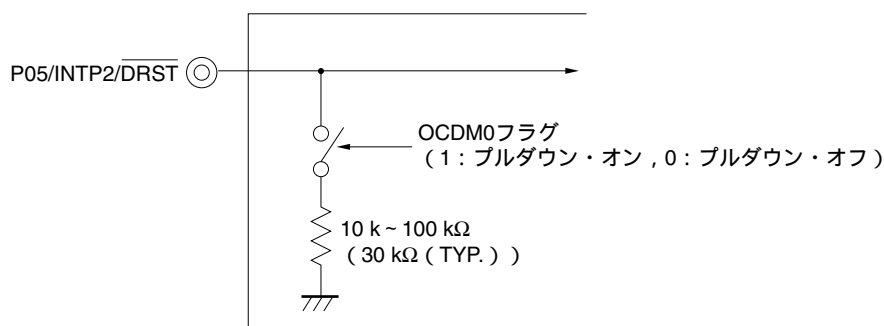 P05/INTP2/DRST
OCDM0フラグ
（1：プルダウン・オン，0：プルダウン・オフ）
10 k ~ 100 kΩ
（30 kΩ（TYP.））